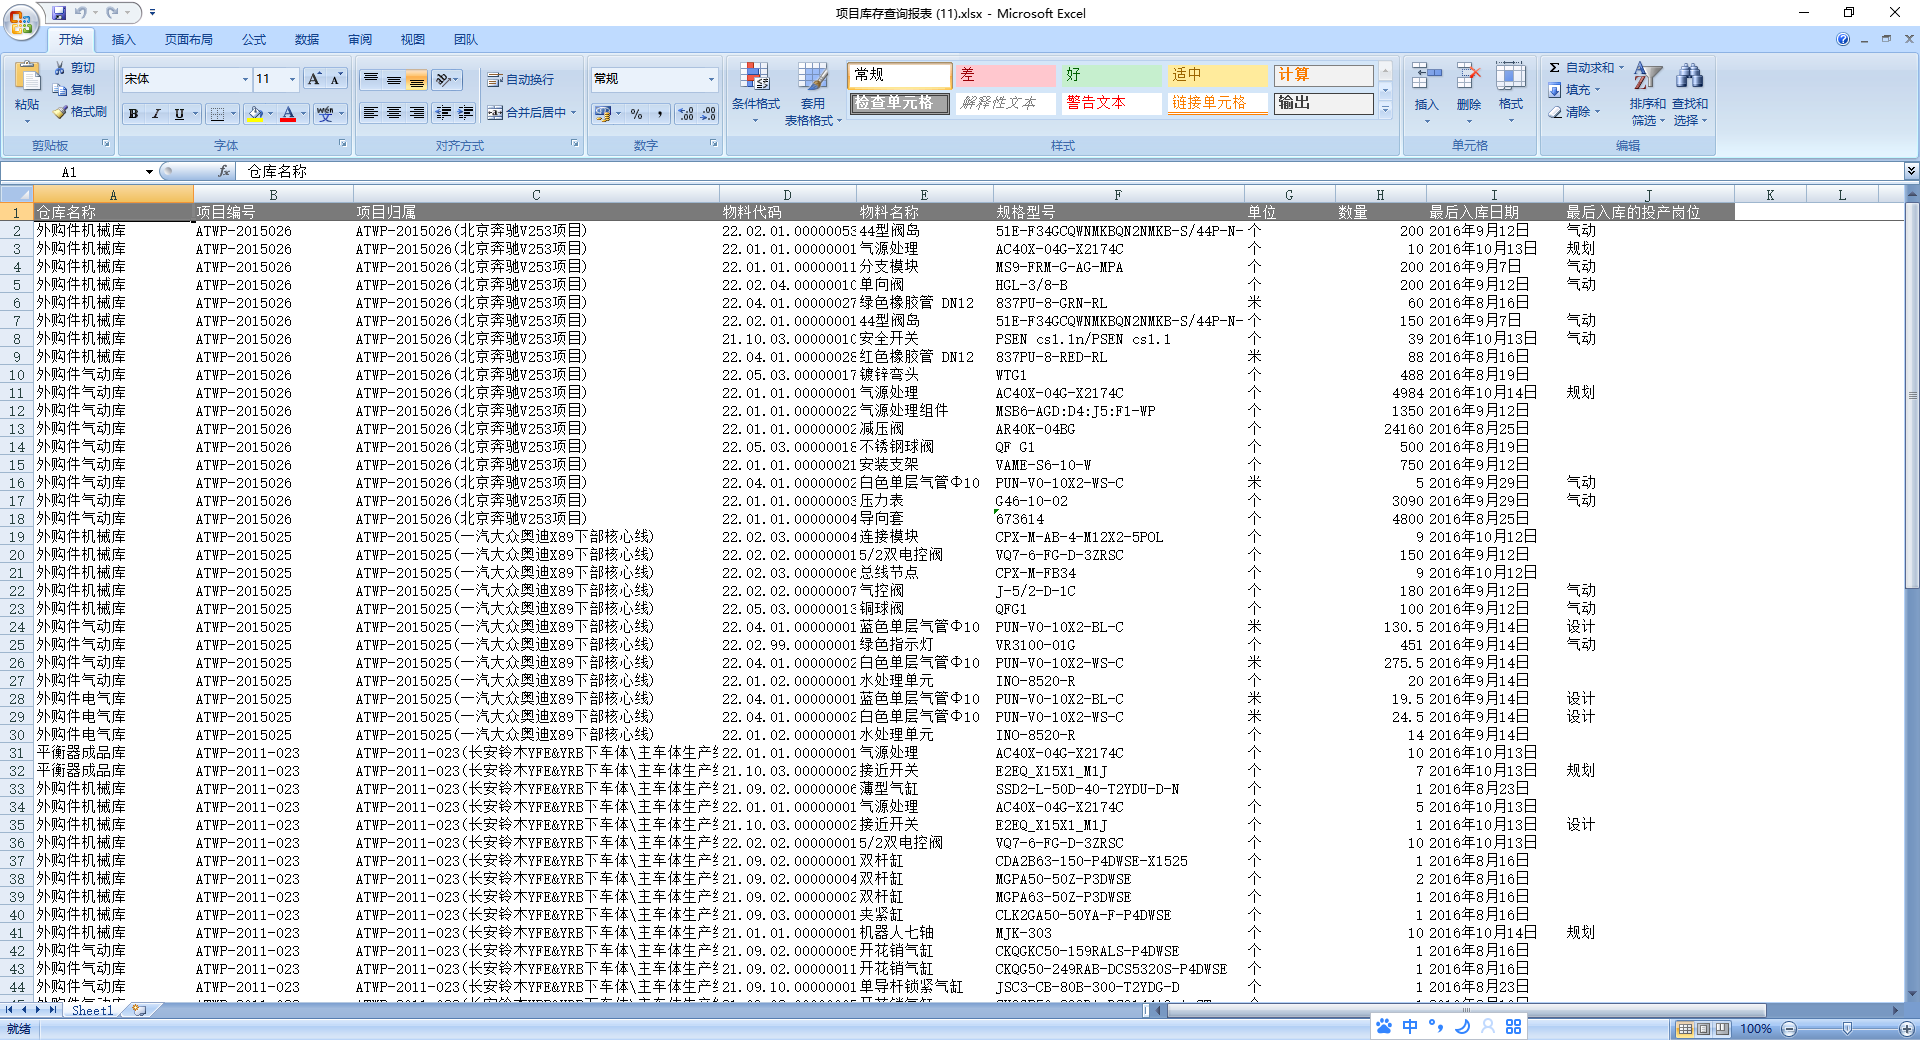 项目库存查询报表 (11).xlsx - Microsoft Excel
开始 插入 页面布局 公式 数据 审阅 视图 团队
粘贴 剪切 复制 格式刷 剪贴板
宋体 11 B I U 字体
自动换行 合并后居中 对齐方式
常规 % , 数字
条件格式 套用表格格式 常规 差 好 适中 计算 检查单元格 解释性文本 警告文本 链接单元格 输出 样式
插入 删除 格式 单元格
Σ 自动求和 填充 清除 排序和筛选 查找和选择 编辑
A1 fx 仓库名称
A B C D E F G H I J K L
1 仓库名称 项目编号 项目归属 物料代码 物料名称 规格型号 单位 数量 最后入库日期 最后入库的投产岗位
2 外购件机械库 ATWP-2015026 ATWP-2015026(北京奔驰V253项目) 22.02.01.00000053 44型阀岛 51E-F34GCQWNMKBQN2NMKB-S/44P-N- 个 200 2016年9月12日 气动
3 外购件机械库 ATWP-2015026 ATWP-2015026(北京奔驰V253项目) 22.01.01.00000001 气源处理 AC40X-04G-X2174C 个 10 2016年10月13日 规划
4 外购件机械库 ATWP-2015026 ATWP-2015026(北京奔驰V253项目) 22.01.01.00000011 分支模块 MS9-FRM-G-AG-MPA 个 200 2016年9月7日 气动
5 外购件机械库 ATWP-2015026 ATWP-2015026(北京奔驰V253项目) 22.02.04.00000010 单向阀 HGL-3/8-B 个 200 2016年9月12日 气动
6 外购件机械库 ATWP-2015026 ATWP-2015026(北京奔驰V253项目) 22.04.01.00000027 绿色橡胶管 DN12 837PU-8-GRN-RL 米 60 2016年8月16日
7 外购件机械库 ATWP-2015026 ATWP-2015026(北京奔驰V253项目) 22.02.01.00000001 44型阀岛 51E-F34GCQWNMKBQN2NMKB-S/44P-N- 个 150 2016年9月7日 气动
8 外购件机械库 ATWP-2015026 ATWP-2015026(北京奔驰V253项目) 21.10.03.00000010 安全开关 PSEN cs1.1n/PSEN cs1.1 个 39 2016年10月13日 气动
9 外购件机械库 ATWP-2015026 ATWP-2015026(北京奔驰V253项目) 22.04.01.00000028 红色橡胶管 DN12 837PU-8-RED-RL 米 88 2016年8月16日
10 外购件气动库 ATWP-2015026 ATWP-2015026(北京奔驰V253项目) 22.05.03.00000017 镀锌弯头 WTG1 个 488 2016年8月19日
11 外购件气动库 ATWP-2015026 ATWP-2015026(北京奔驰V253项目) 22.01.01.00000001 气源处理 AC40X-04G-X2174C 个 4984 2016年10月14日 规划
12 外购件气动库 ATWP-2015026 ATWP-2015026(北京奔驰V253项目) 22.01.01.00000022 气源处理组件 MSB6-AGD:D4:J5:F1-WP 个 1350 2016年9月12日
13 外购件气动库 ATWP-2015026 ATWP-2015026(北京奔驰V253项目) 22.01.01.00000002 减压阀 AR40K-04BG 个 24160 2016年8月25日
14 外购件气动库 ATWP-2015026 ATWP-2015026(北京奔驰V253项目) 22.05.03.00000018 不锈钢球阀 QF G1 个 500 2016年8月19日
15 外购件气动库 ATWP-2015026 ATWP-2015026(北京奔驰V253项目) 22.01.01.00000021 安装支架 VAME-S6-10-W 个 750 2016年9月12日
16 外购件气动库 ATWP-2015026 ATWP-2015026(北京奔驰V253项目) 22.04.01.00000002 白色单层气管Φ10 PUN-V0-10X2-WS-C 米 5 2016年9月29日 气动
17 外购件气动库 ATWP-2015026 ATWP-2015026(北京奔驰V253项目) 22.01.01.00000003 压力表 G46-10-02 个 3090 2016年9月29日 气动
18 外购件气动库 ATWP-2015026 ATWP-2015026(北京奔驰V253项目) 22.01.01.00000004 导向套 673614 个 4800 2016年8月25日
19 外购件机械库 ATWP-2015025 ATWP-2015025(一汽大众奥迪X89下部核心线) 22.02.03.00000004 连接模块 CPX-M-AB-4-M12X2-5POL 个 9 2016年10月12日
20 外购件机械库 ATWP-2015025 ATWP-2015025(一汽大众奥迪X89下部核心线) 22.02.02.00000001 5/2双电控阀 VQ7-6-FG-D-3ZRSC 个 150 2016年9月12日
21 外购件机械库 ATWP-2015025 ATWP-2015025(一汽大众奥迪X89下部核心线) 22.02.03.00000006 总线节点 CPX-M-FB34 个 9 2016年10月12日
22 外购件机械库 ATWP-2015025 ATWP-2015025(一汽大众奥迪X89下部核心线) 22.02.02.00000007 气控阀 J-5/2-D-1C 个 180 2016年9月12日 气动
23 外购件机械库 ATWP-2015025 ATWP-2015025(一汽大众奥迪X89下部核心线) 22.05.03.00000013 铜球阀 QFG1 个 100 2016年9月12日 气动
24 外购件气动库 ATWP-2015025 ATWP-2015025(一汽大众奥迪X89下部核心线) 22.04.01.00000001 蓝色单层气管Φ10 PUN-V0-10X2-BL-C 米 130.5 2016年9月14日 设计
25 外购件气动库 ATWP-2015025 ATWP-2015025(一汽大众奥迪X89下部核心线) 22.02.99.00000001 绿色指示灯 VR3100-01G 个 451 2016年9月14日 气动
26 外购件气动库 ATWP-2015025 ATWP-2015025(一汽大众奥迪X89下部核心线) 22.04.01.00000002 白色单层气管Φ10 PUN-V0-10X2-WS-C 米 275.5 2016年9月14日
27 外购件气动库 ATWP-2015025 ATWP-2015025(一汽大众奥迪X89下部核心线) 22.01.02.00000001 水处理单元 INO-8520-R 个 20 2016年9月14日
28 外购件电气库 ATWP-2015025 ATWP-2015025(一汽大众奥迪X89下部核心线) 22.04.01.00000001 蓝色单层气管Φ10 PUN-V0-10X2-BL-C 米 19.5 2016年9月14日 设计
29 外购件电气库 ATWP-2015025 ATWP-2015025(一汽大众奥迪X89下部核心线) 22.04.01.00000002 白色单层气管Φ10 PUN-V0-10X2-WS-C 米 24.5 2016年9月14日 设计
30 外购件电气库 ATWP-2015025 ATWP-2015025(一汽大众奥迪X89下部核心线) 22.01.02.00000001 水处理单元 INO-8520-R 个 14 2016年9月14日
31 平衡器成品库 ATWP-2011-023 ATWP-2011-023(长安铃木YFE&YRB下车体\主车体生产 22.01.01.00000001 气源处理 AC40X-04G-X2174C 个 10 2016年10月13日
32 平衡器成品库 ATWP-2011-023 ATWP-2011-023(长安铃木YFE&YRB下车体\主车体生产 21.10.03.00000002 接近开关 E2EQ_X15X1_M1J 个 7 2016年10月13日 规划
33 外购件机械库 ATWP-2011-023 ATWP-2011-023(长安铃木YFE&YRB下车体\主车体生产 21.09.02.00000006 薄型气缸 SSD2-L-50D-40-T2YDU-D-N 个 1 2016年8月23日
34 外购件机械库 ATWP-2011-023 ATWP-2011-023(长安铃木YFE&YRB下车体\主车体生产 22.01.01.00000001 气源处理 AC40X-04G-X2174C 个 5 2016年10月13日
35 外购件机械库 ATWP-2011-023 ATWP-2011-023(长安铃木YFE&YRB下车体\主车体生产 21.10.03.00000002 接近开关 E2EQ_X15X1_M1J 个 1 2016年10月13日 设计
36 外购件机械库 ATWP-2011-023 ATWP-2011-023(长安铃木YFE&YRB下车体\主车体生产 22.02.02.00000001 5/2双电控阀 VQ7-6-FG-D-3ZRSC 个 10 2016年10月13日
37 外购件机械库 ATWP-2011-023 ATWP-2011-023(长安铃木YFE&YRB下车体\主车体生产 21.09.02.00000001 双杆缸 CDA2B63-150-P4DWSE-X1525 个 1 2016年8月16日
38 外购件机械库 ATWP-2011-023 ATWP-2011-023(长安铃木YFE&YRB下车体\主车体生产 21.09.02.00000004 双杆缸 MGPA50-50Z-P3DWSE 个 2 2016年8月16日
39 外购件机械库 ATWP-2011-023 ATWP-2011-023(长安铃木YFE&YRB下车体\主车体生产 21.09.02.00000002 双杆缸 MGPA63-50Z-P3DWSE 个 1 2016年8月16日
40 外购件机械库 ATWP-2011-023 ATWP-2011-023(长安铃木YFE&YRB下车体\主车体生产 21.09.03.00000001 夹紧缸 CLK2GA50-50YA-F-P4DWSE 个 1 2016年8月16日
41 外购件机械库 ATWP-2011-023 ATWP-2011-023(长安铃木YFE&YRB下车体\主车体生产 21.01.01.00000001 机器人七轴 MJK-303 个 10 2016年10月14日 规划
42 外购件气动库 ATWP-2011-023 ATWP-2011-023(长安铃木YFE&YRB下车体\主车体生产 21.09.02.00000005 开花销气缸 CKQGKC50-159RALS-P4DWSE 个 1 2016年8月16日
43 外购件气动库 ATWP-2011-023 ATWP-2011-023(长安铃木YFE&YRB下车体\主车体生产 21.09.02.00000011 开花销气缸 CKQG50-249RAB-DCS5320S-P4DWSE 个 1 2016年8月16日
44 外购件气动库 ATWP-2011-023 ATWP-2011-023(长安铃木YFE&YRB下车体\主车体生产 21.09.10.00000001 单导杆锁紧气缸 JSC3-CB-80B-300-T2YDG-D 个 1 2016年8月23日
Sheet1
就绪 中 100%